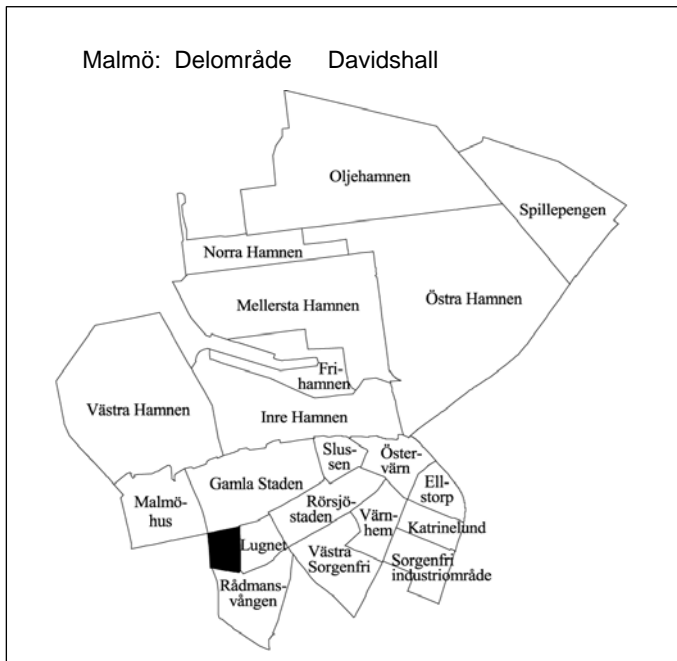 Malmö: Delområde Davidshall
Oljehamnen
Spillepengen
Norra Hamnen
Mellersta Hamnen
Östra Hamnen
Fri-
hamnen
Västra Hamnen
Inre Hamnen
Slus-
sen
Öster-
värn
Gamla Staden
Ell-
storp
Malmö-
hus
Rörsjö-
staden
Värn-
hem
Katrinelund
Lugnet
Västra
Sorgenfri
Sorgenfri
industriområde
Rådmans-
vången